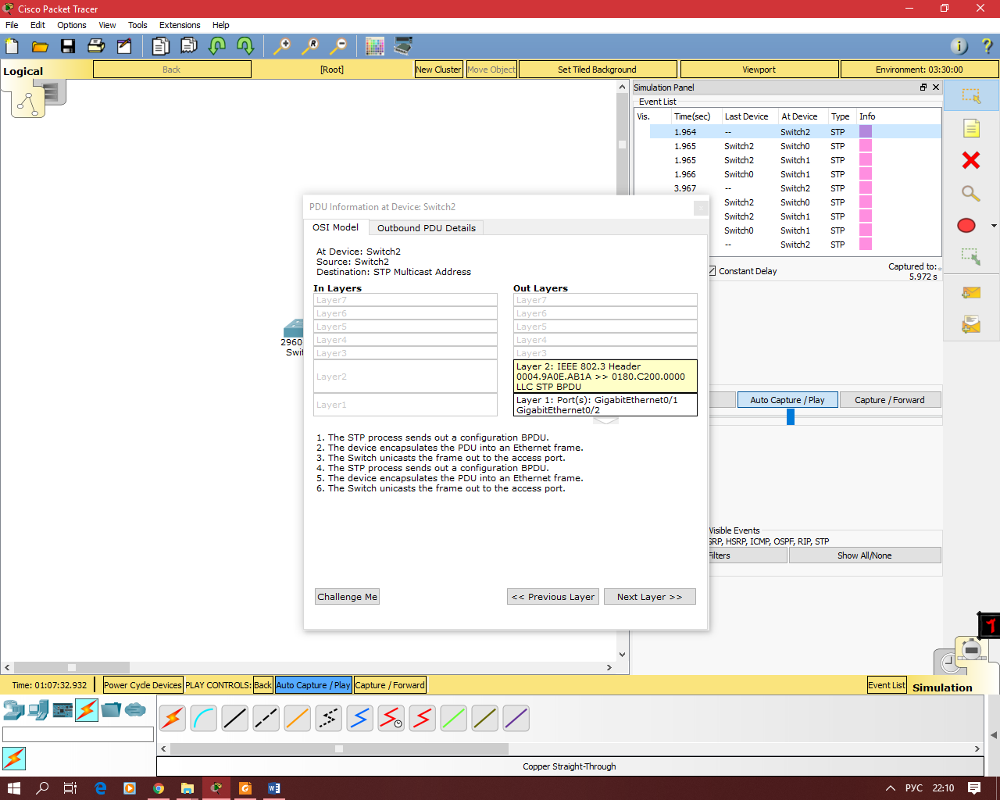 Cisco Packet Tracer
File Edit Options View Tools Extensions Help
Logical
Back
[Root]
New Cluster
Move Object
Set Tiled Background
Viewport
Environment: 03:30:00
Simulation Panel
Event List
Vis. Time(sec) Last Device At Device Type Info
1.964 -- Switch2 STP
1.965 Switch2 Switch0 STP
1.965 Switch2 Switch1 STP
1.966 Switch0 Switch1 STP
3.967 -- Switch2 STP
Switch2 Switch0 STP
Switch2 Switch1 STP
Switch0 Switch1 STP
-- Switch2 STP
Constant Delay
Captured to:
5.972 s
PDU Information at Device: Switch2
OSI Model
Outbound PDU Details
At Device: Switch2
Source: Switch2
Destination: STP Multicast Address
In Layers
Layer7
Layer6
Layer5
Layer4
Layer3
Layer2
Layer1
Out Layers
Layer7
Layer6
Layer5
Layer4
Layer3
Layer 2: IEEE 802.3 Header
0004.9A0E.AB1A >> 0180.C200.0000
LLC STP BPDU
Layer 1: Port(s): GigabitEthernet0/1
GigabitEthernet0/2
1. The STP process sends out a configuration BPDU.
2. The device encapsulates the PDU into an Ethernet frame.
3. The Switch unicasts the frame out to the access port.
4. The STP process sends out a configuration BPDU.
5. The device encapsulates the PDU into an Ethernet frame.
6. The Switch unicasts the frame out to the access port.
Challenge Me
<< Previous Layer
Next Layer >>
2960
Swit
Auto Capture / Play
Capture / Forward
Visible Events
GRP, HSRP, ICMP, OSPF, RIP, STP
Filters
Show All/None
Time: 01:07:32.932
Power Cycle Devices
PLAY CONTROLS:
Back
Auto Capture / Play
Capture / Forward
Event List
Simulation
Copper Straight-Through
РУС
22:10